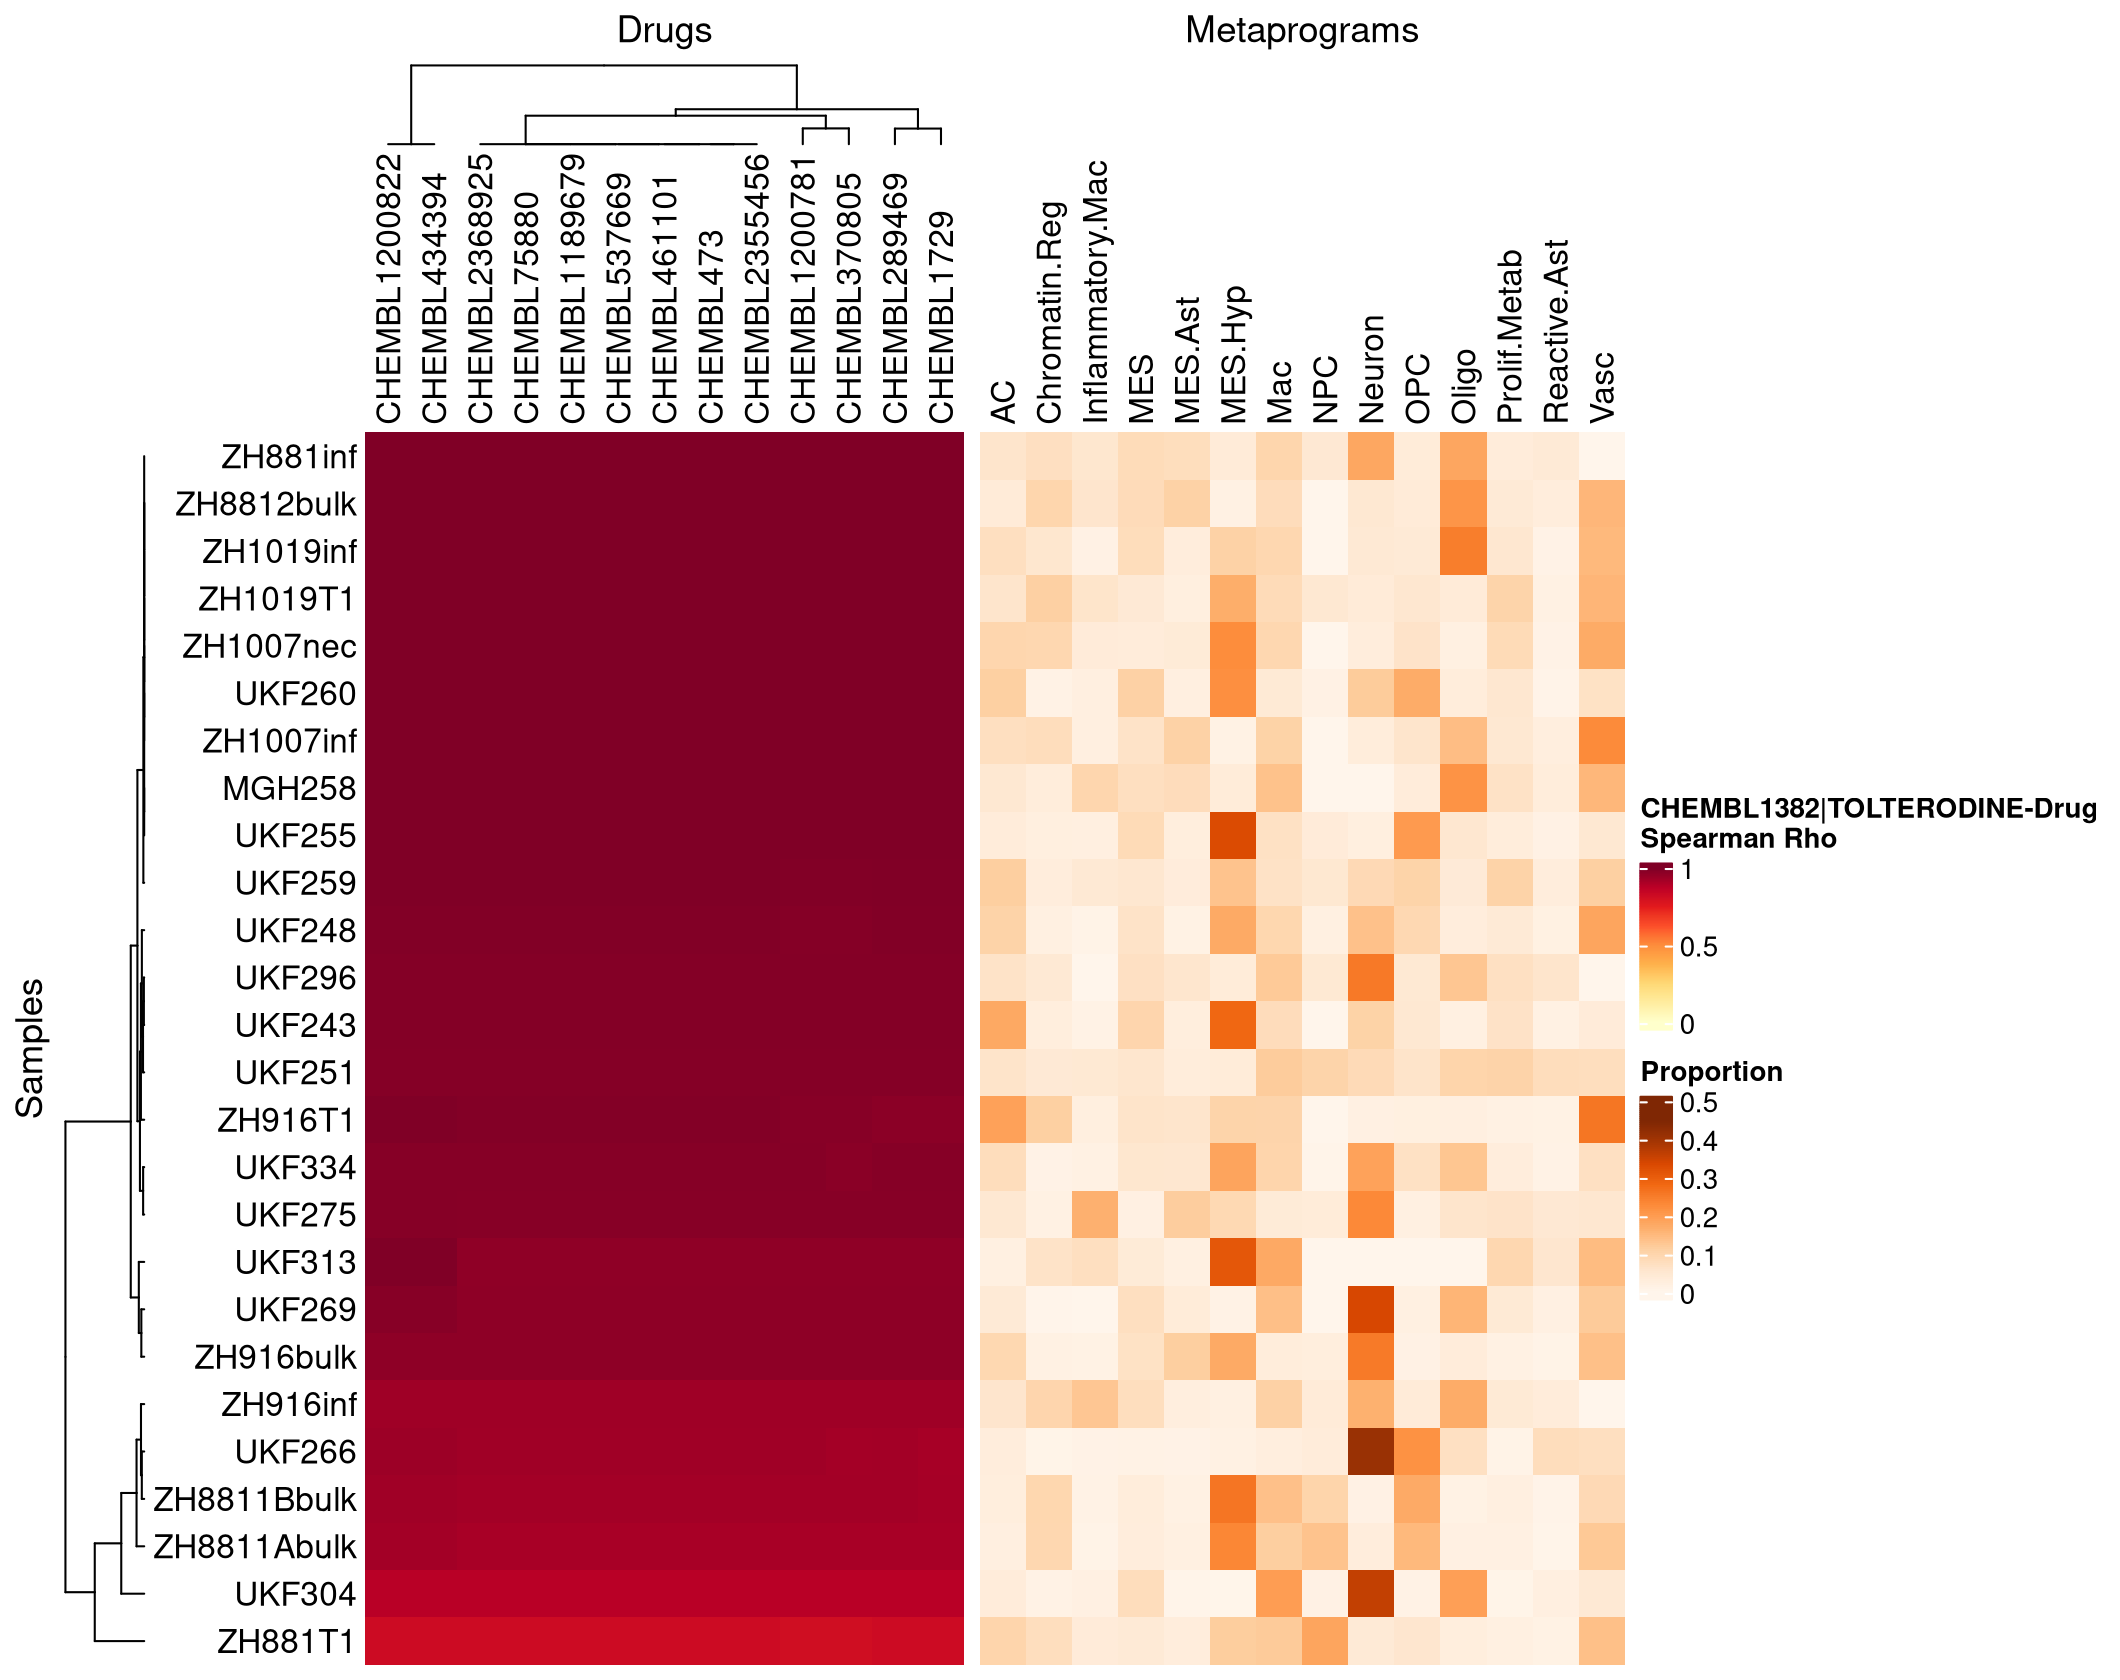 Drugs
Metaprograms
CHEMBL1200822
CHEMBL434394
CHEMBL2368925
CHEMBL75880
CHEMBL1189679
CHEMBL537669
CHEMBL461101
CHEMBL473
CHEMBL2355456
CHEMBL1200781
CHEMBL370805
CHEMBL289469
CHEMBL1729
AC
Chromatin.Reg
Inflammatory.Mac
MES
MES.Ast
MES.Hyp
Mac
NPC
Neuron
OPC
Oligo
Prolif.Metab
Reactive.Ast
Vasc
Samples
ZH881inf
ZH8812bulk
ZH1019inf
ZH1019T1
ZH1007nec
UKF260
ZH1007inf
MGH258
UKF255
UKF259
UKF248
UKF296
UKF243
UKF251
ZH916T1
UKF334
UKF275
UKF313
UKF269
ZH916bulk
ZH916inf
UKF266
ZH8811Bbulk
ZH8811Abulk
UKF304
ZH881T1
CHEMBL1382|TOLTERODINE-Drug
Spearman Rho
1
0.5
0
Proportion
0.5
0.4
0.3
0.2
0.1
0